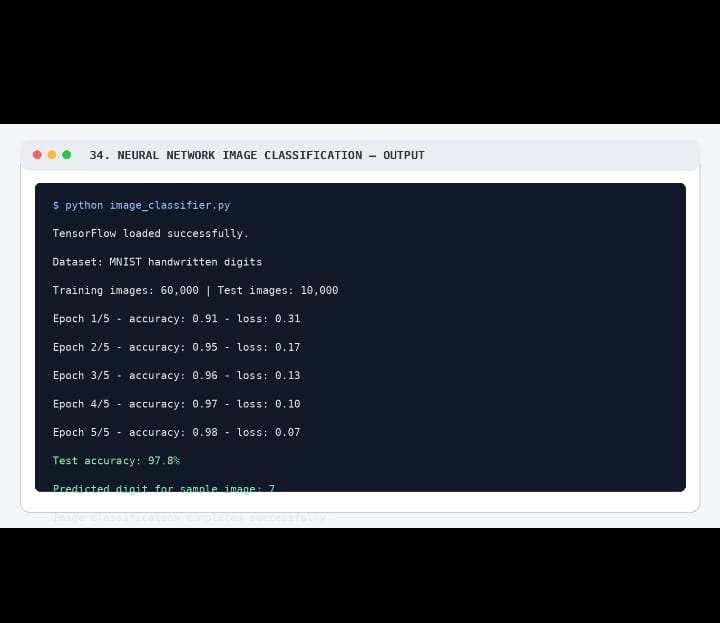 34. NEURAL NETWORK IMAGE CLASSIFICATION — OUTPUT
$ python image_classifier.py
TensorFlow loaded successfully.
Dataset: MNIST handwritten digits
Training images: 60,000 | Test images: 10,000
Epoch 1/5 - accuracy: 0.91 - loss: 0.31
Epoch 2/5 - accuracy: 0.95 - loss: 0.17
Epoch 3/5 - accuracy: 0.96 - loss: 0.13
Epoch 4/5 - accuracy: 0.97 - loss: 0.10
Epoch 5/5 - accuracy: 0.98 - loss: 0.07
Test accuracy: 97.8%
Predicted digit for sample image: 7
Image classification completed successfully